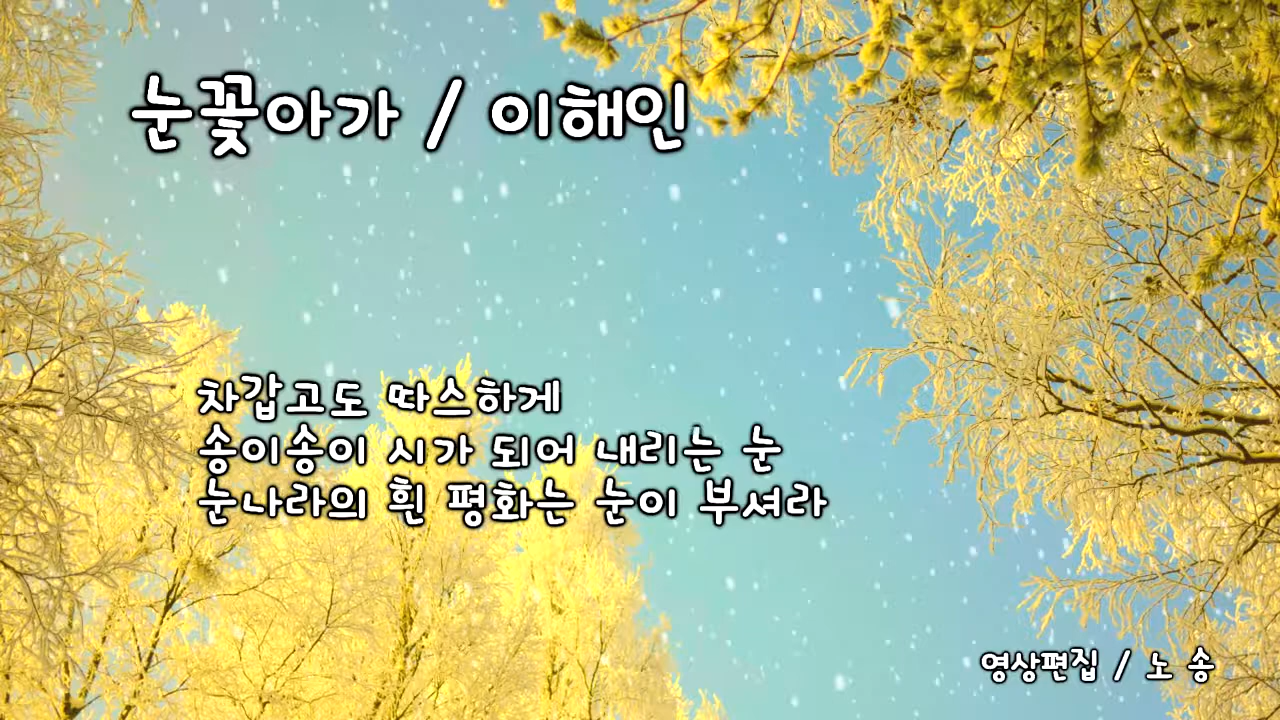 눈꽃아가 / 이해인
차갑고도 따스하게
송이송이 시가 되어 내리는 눈
눈나라의 흰 평화는 눈이 부셔라
영상편집 / 노 송